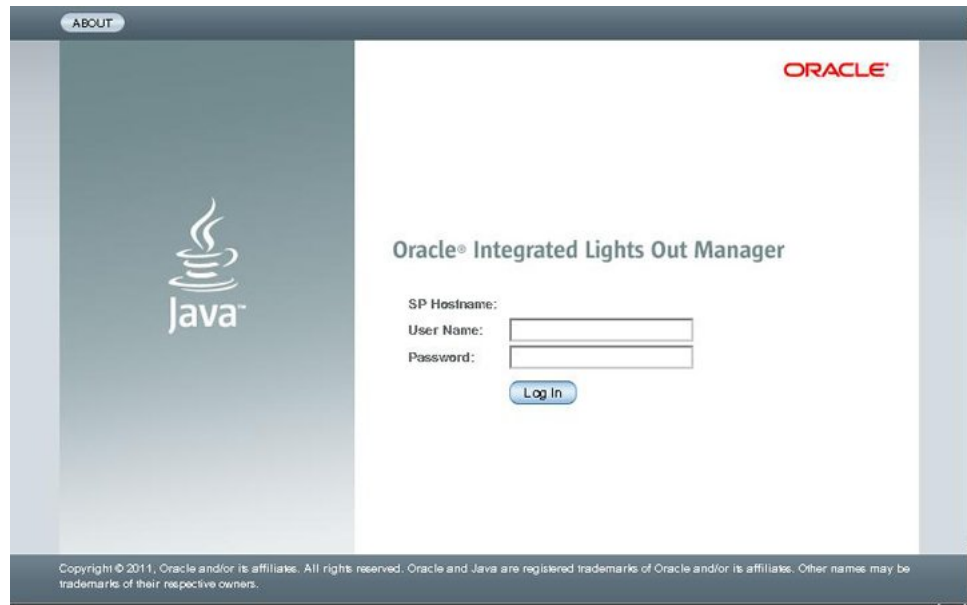 ABOUT
ORACLE®
Java™
Oracle® Integrated Lights Out Manager
SP Hostname:
User Name:
Password:
Log In
Copyright © 2011, Oracle and/or its affiliates. All rights reserved. Oracle and Java are registered trademarks of Oracle and/or its affiliates. Other names may be
trademarks of their respective owners.